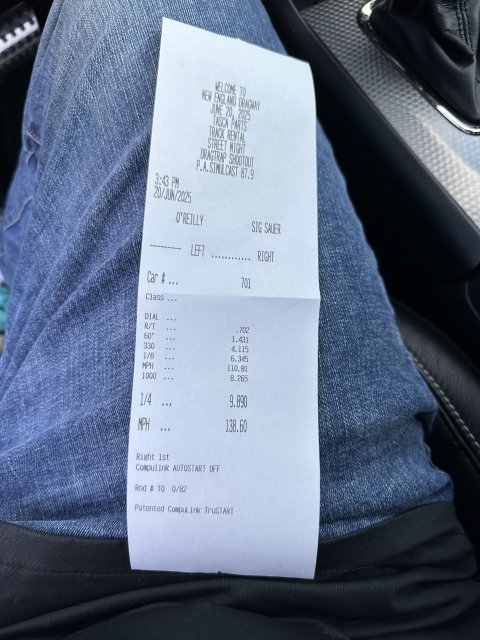 WELCOME TO
NEW ENGLAND DRAGWAY
JUNE 20, 2025
TASCA PARTS
TRACK RENTAL
STREET NIGHT
DRAGTRAP SHOOTOUT
P.A.SIMULCAST 87.9
3:43 PM
20/JUN/2025
O'REILLY SIG SAUER
-------- LEFT ............ RIGHT
Car # ... 701
Class ...
DIAL ...
R/T ... .702
60' ... 1.431
330 ... 4.115
1/8 ... 6.345
MPH ... 110.81
1000 ... 8.265
1/4 ... 9.890
MPH ... 138.60
Right 1st
Compulink AUTOSTART OFF
Rnd # TO 0/82
Patented CompuLink TruSTART